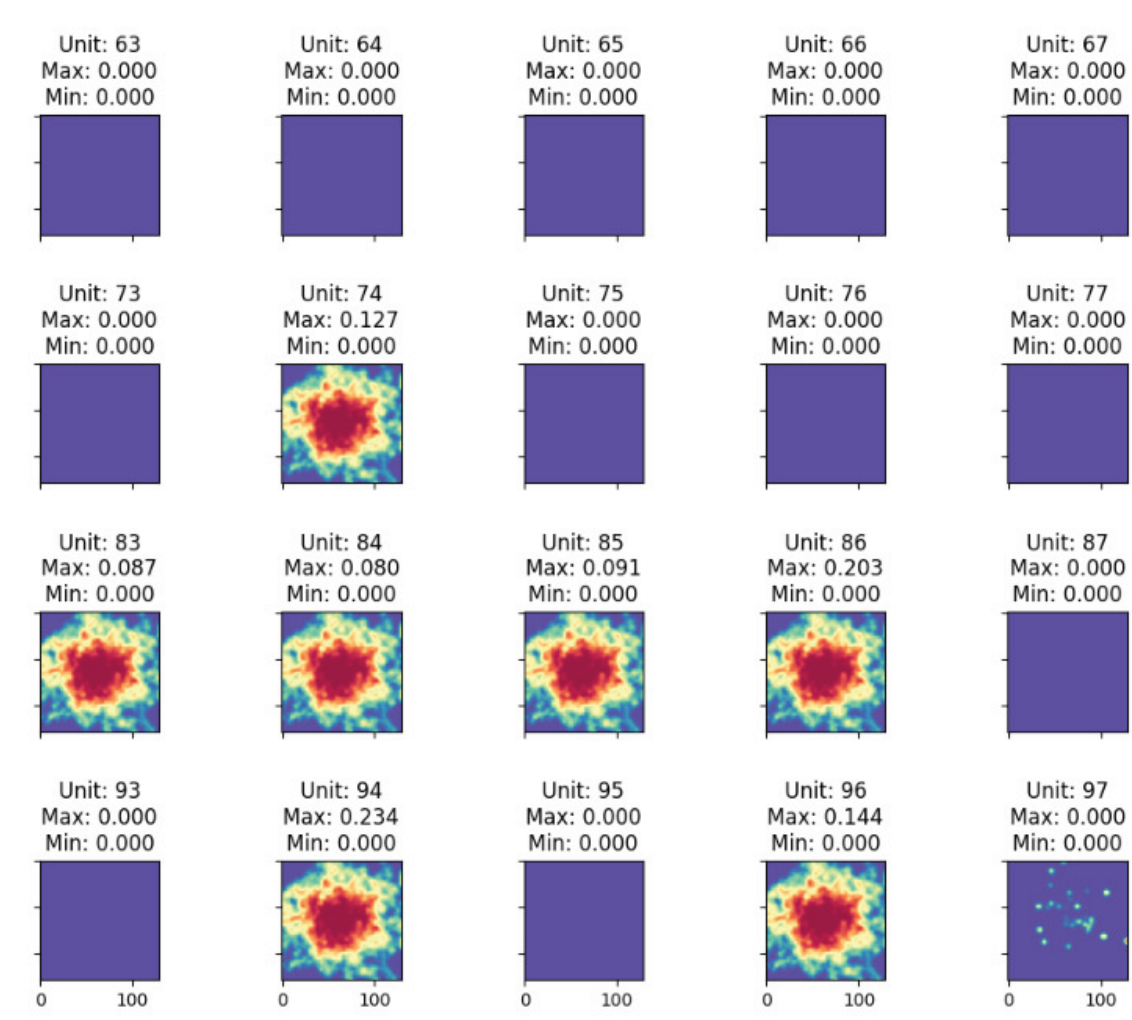 Unit: 63 Unit: 64 Unit: 65 Unit: 66 Unit: 67
Max: 0.000 Max: 0.000 Max: 0.000 Max: 0.000 Max: 0.000
Min: 0.000 Min: 0.000 Min: 0.000 Min: 0.000 Min: 0.000
Unit: 73 Unit: 74 Unit: 75 Unit: 76 Unit: 77
Max: 0.000 Max: 0.127 Max: 0.000 Max: 0.000 Max: 0.000
Min: 0.000 Min: 0.000 Min: 0.000 Min: 0.000 Min: 0.000
Unit: 83 Unit: 84 Unit: 85 Unit: 86 Unit: 87
Max: 0.087 Max: 0.080 Max: 0.091 Max: 0.203 Max: 0.000
Min: 0.000 Min: 0.000 Min: 0.000 Min: 0.000 Min: 0.000
Unit: 93 Unit: 94 Unit: 95 Unit: 96 Unit: 97
Max: 0.000 Max: 0.234 Max: 0.000 Max: 0.144 Max: 0.000
Min: 0.000 Min: 0.000 Min: 0.000 Min: 0.000 Min: 0.000
0 100 0 100 0 100 0 100 0 100